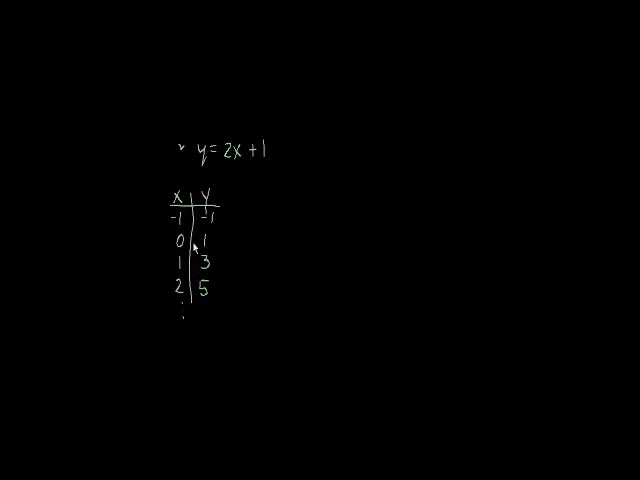 y = 2x + 1
X | Y
-1 | -1
0 | 1
1 | 3
2 | 5
⋮